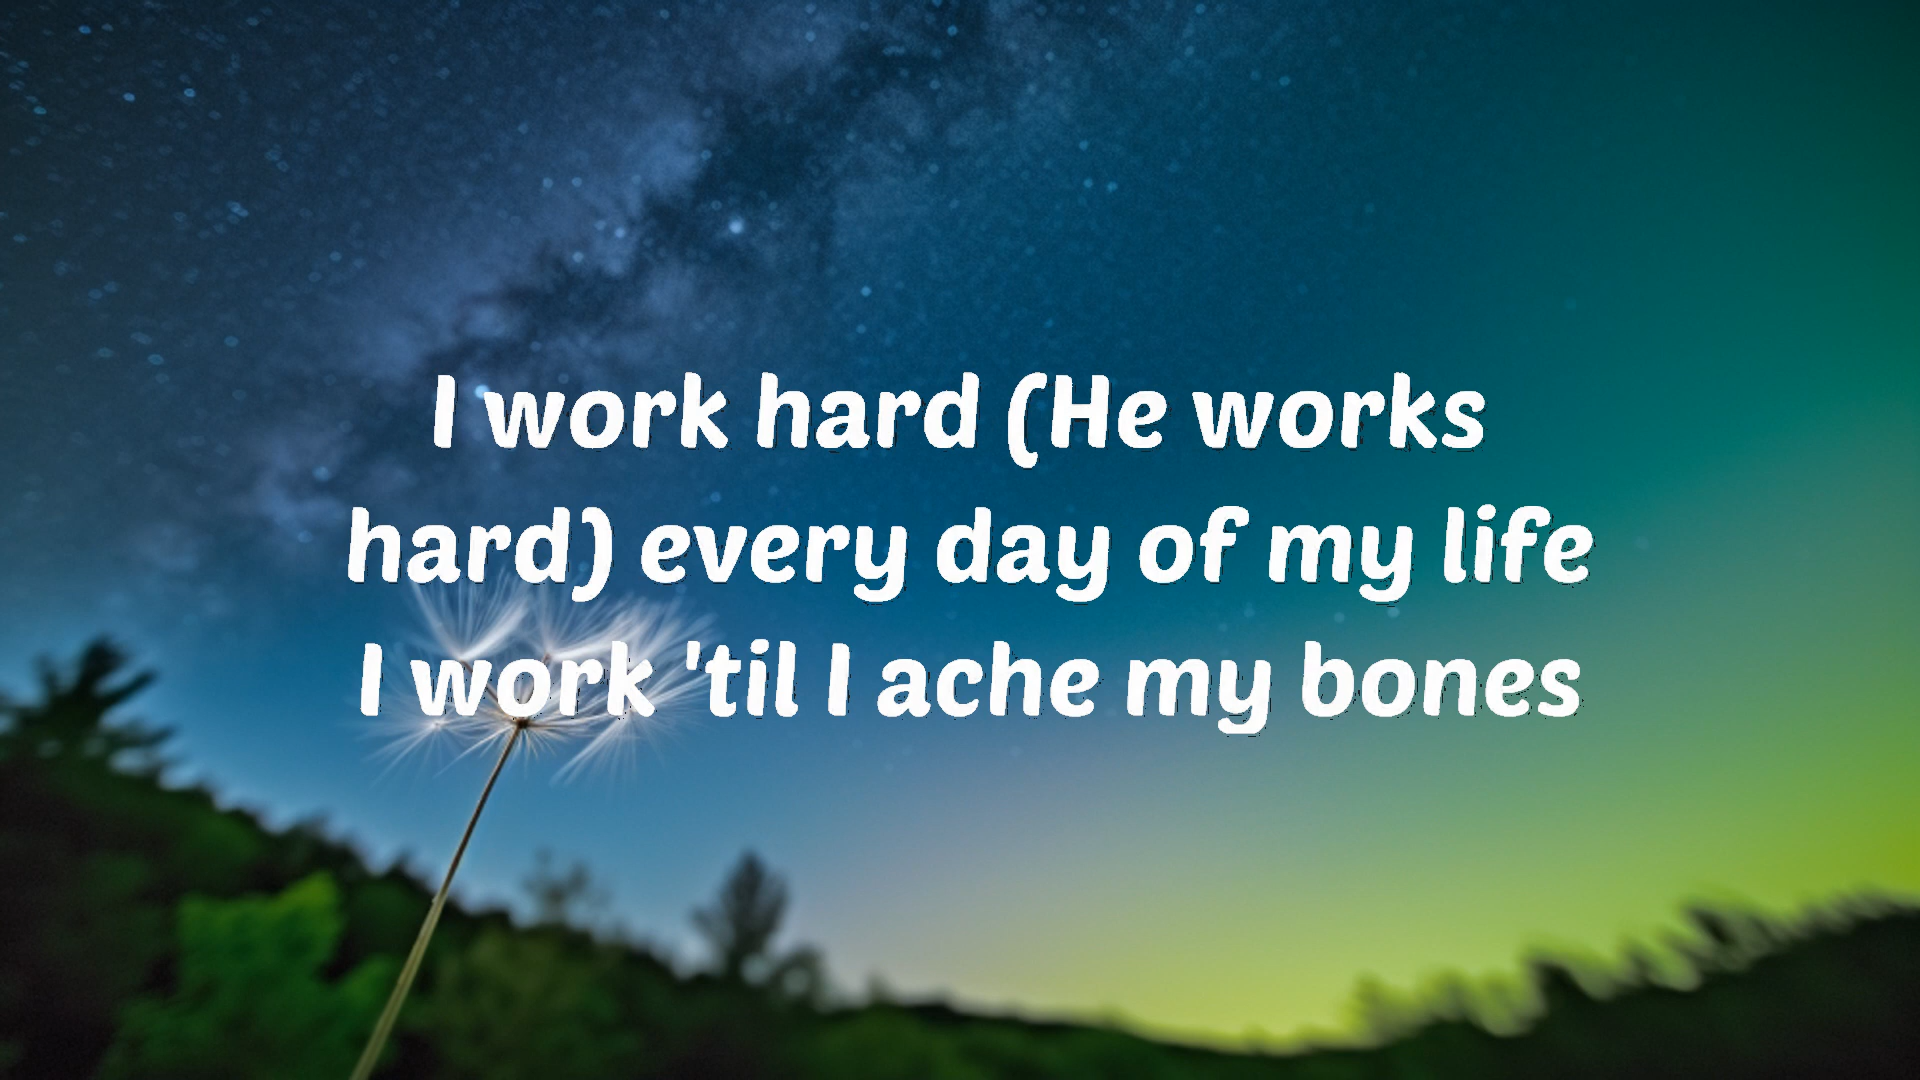 I work hard (He works
hard) every day of my life
I work 'til I ache my bones